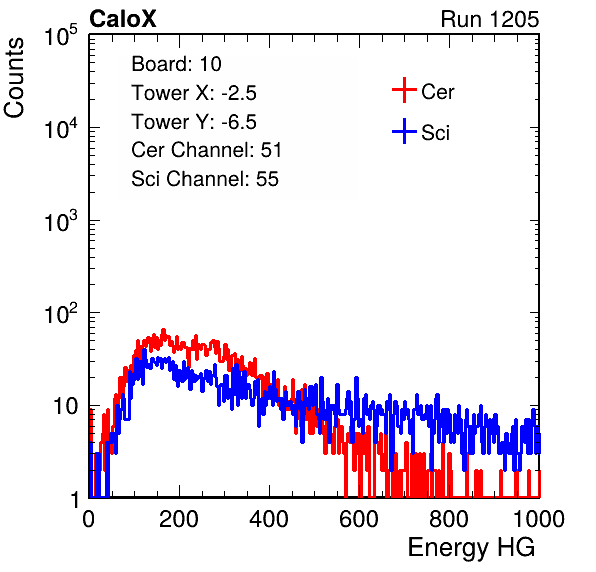 CaloX Run 1205
Board: 10
Tower X: -2.5
Tower Y: -6.5
Cer Channel: 51
Sci Channel: 55
Cer
Sci
Counts
10^5
10^4
10^3
10^2
10
1
0 200 400 600 800 1000
Energy HG